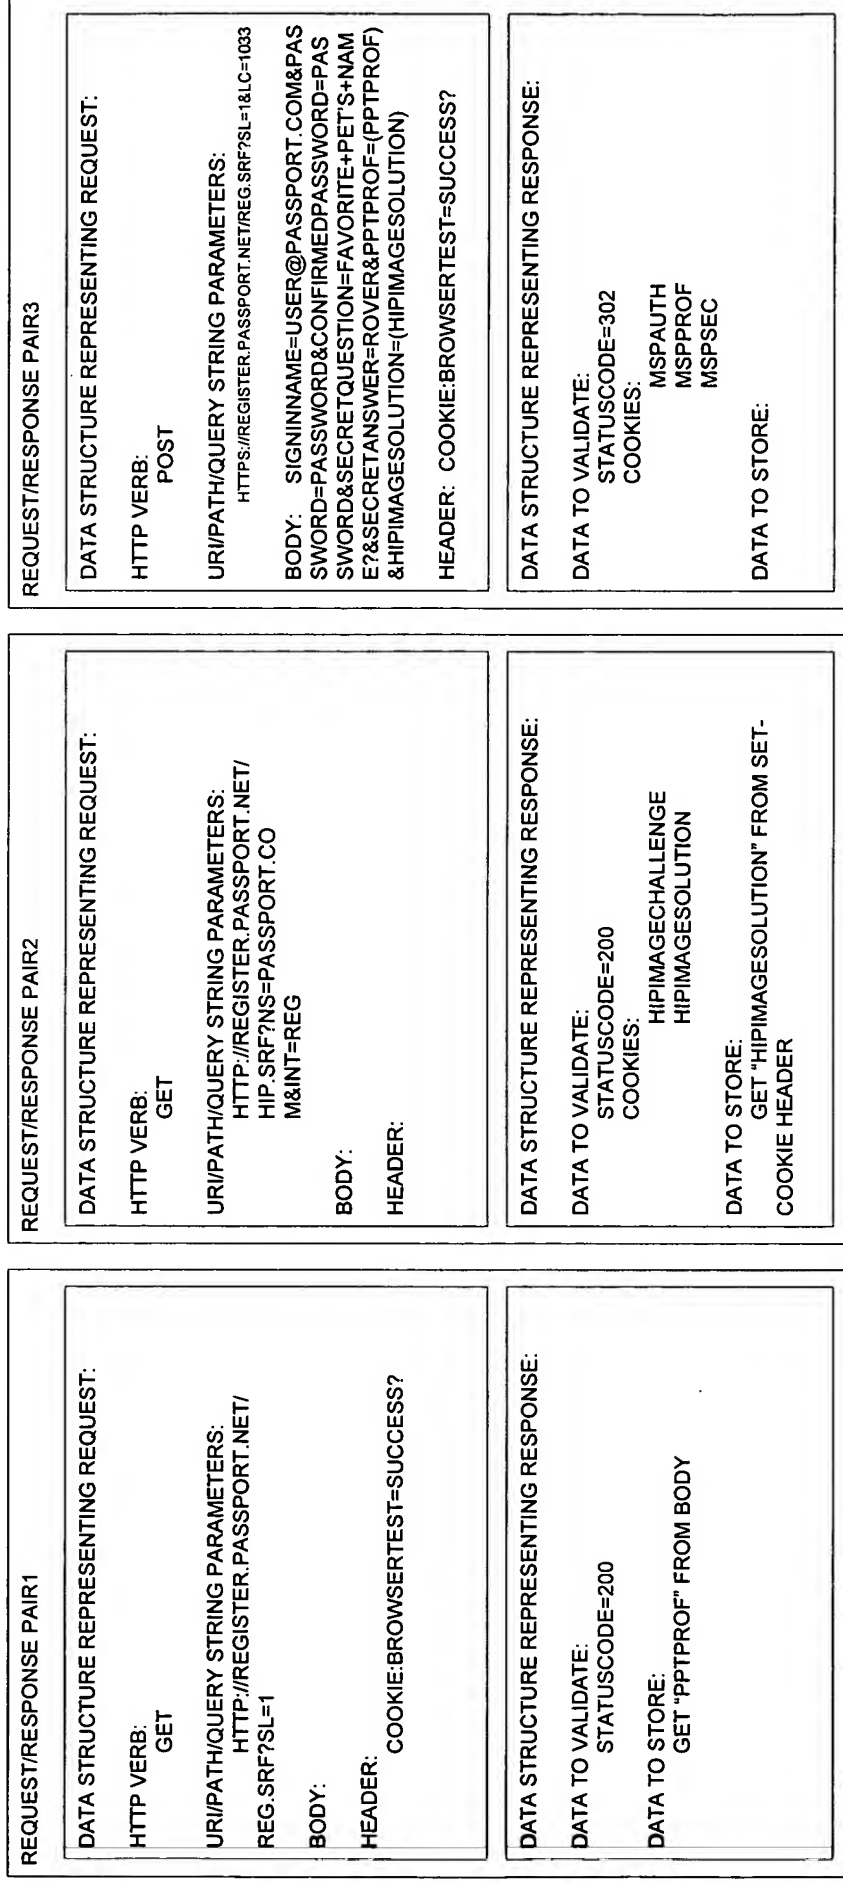 REQUEST/RESPONSE PAIR1
DATA STRUCTURE REPRESENTING REQUEST:
HTTP VERB:
GET
URI/PATH/QUERY STRING PARAMETERS:
HTTP://REGISTER.PASSPORT.NET/
REG.SRF?SL=1
BODY:
HEADER:
COOKIE:BROWSERTEST=SUCCESS?
DATA STRUCTURE REPRESENTING RESPONSE:
DATA TO VALIDATE:
STATUSCODE=200
DATA TO STORE:
GET "PPTPROF" FROM BODY
REQUEST/RESPONSE PAIR2
DATA STRUCTURE REPRESENTING REQUEST:
HTTP VERB:
GET
URI/PATH/QUERY STRING PARAMETERS:
HTTP://REGISTER.PASSPORT.NET/
HIP.SRF?NS=PASSPORT.CO
M&INT=REG
BODY:
HEADER:
DATA STRUCTURE REPRESENTING RESPONSE:
DATA TO VALIDATE:
STATUSCODE=200
COOKIES:
HIPIMAGECHALLENGE
HIPIMAGESOLUTION
DATA TO STORE:
GET "HIPIMAGESOLUTION" FROM SET-
COOKIE HEADER
REQUEST/RESPONSE PAIR3
DATA STRUCTURE REPRESENTING REQUEST:
HTTP VERB:
POST
URI/PATH/QUERY STRING PARAMETERS:
HTTPS://REGISTER.PASSPORT.NET/REG.SRF?SL=1&LC=1033
BODY: SIGNINNAME=USER@PASSPORT.COM&PAS
SWORD=PASSWORD&CONFIRMEDPASSWORD=PAS
SWORD&SECRETQUESTION=FAVORITE+PET'S+NAM
E?&SECRETANSWER=ROVER&PPTPROF=(PPTPROF)
&HIPIMAGESOLUTION=(HIPIMAGESOLUTION)
HEADER: COOKIE:BROWSERTEST=SUCCESS?
DATA STRUCTURE REPRESENTING RESPONSE:
DATA TO VALIDATE:
STATUSCODE=302
COOKIES:
MSPAUTH
MSPPROF
MSPSEC
DATA TO STORE: